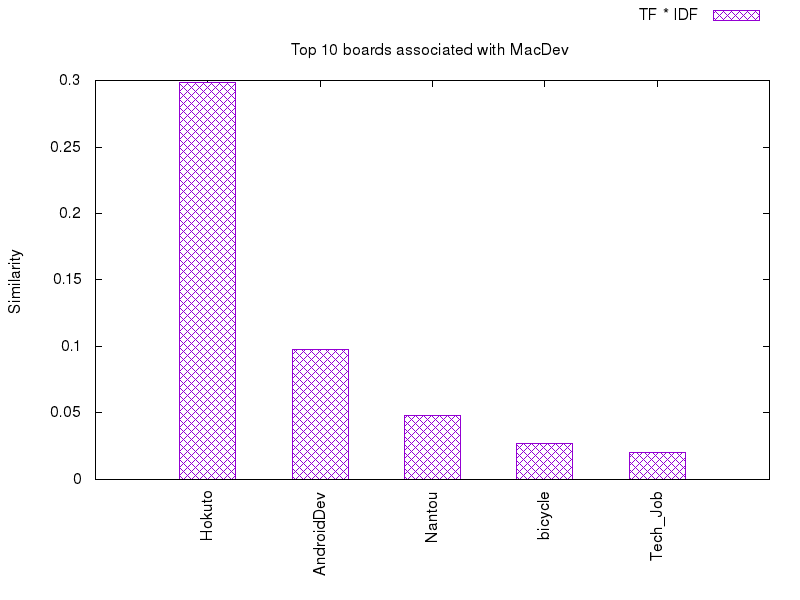 TF * IDF
Top 10 boards associated with MacDev
Similarity
0.3
0.25
0.2
0.15
0.1
0.05
0
Hokuto
AndroidDev
Nantou
bicycle
Tech_Job